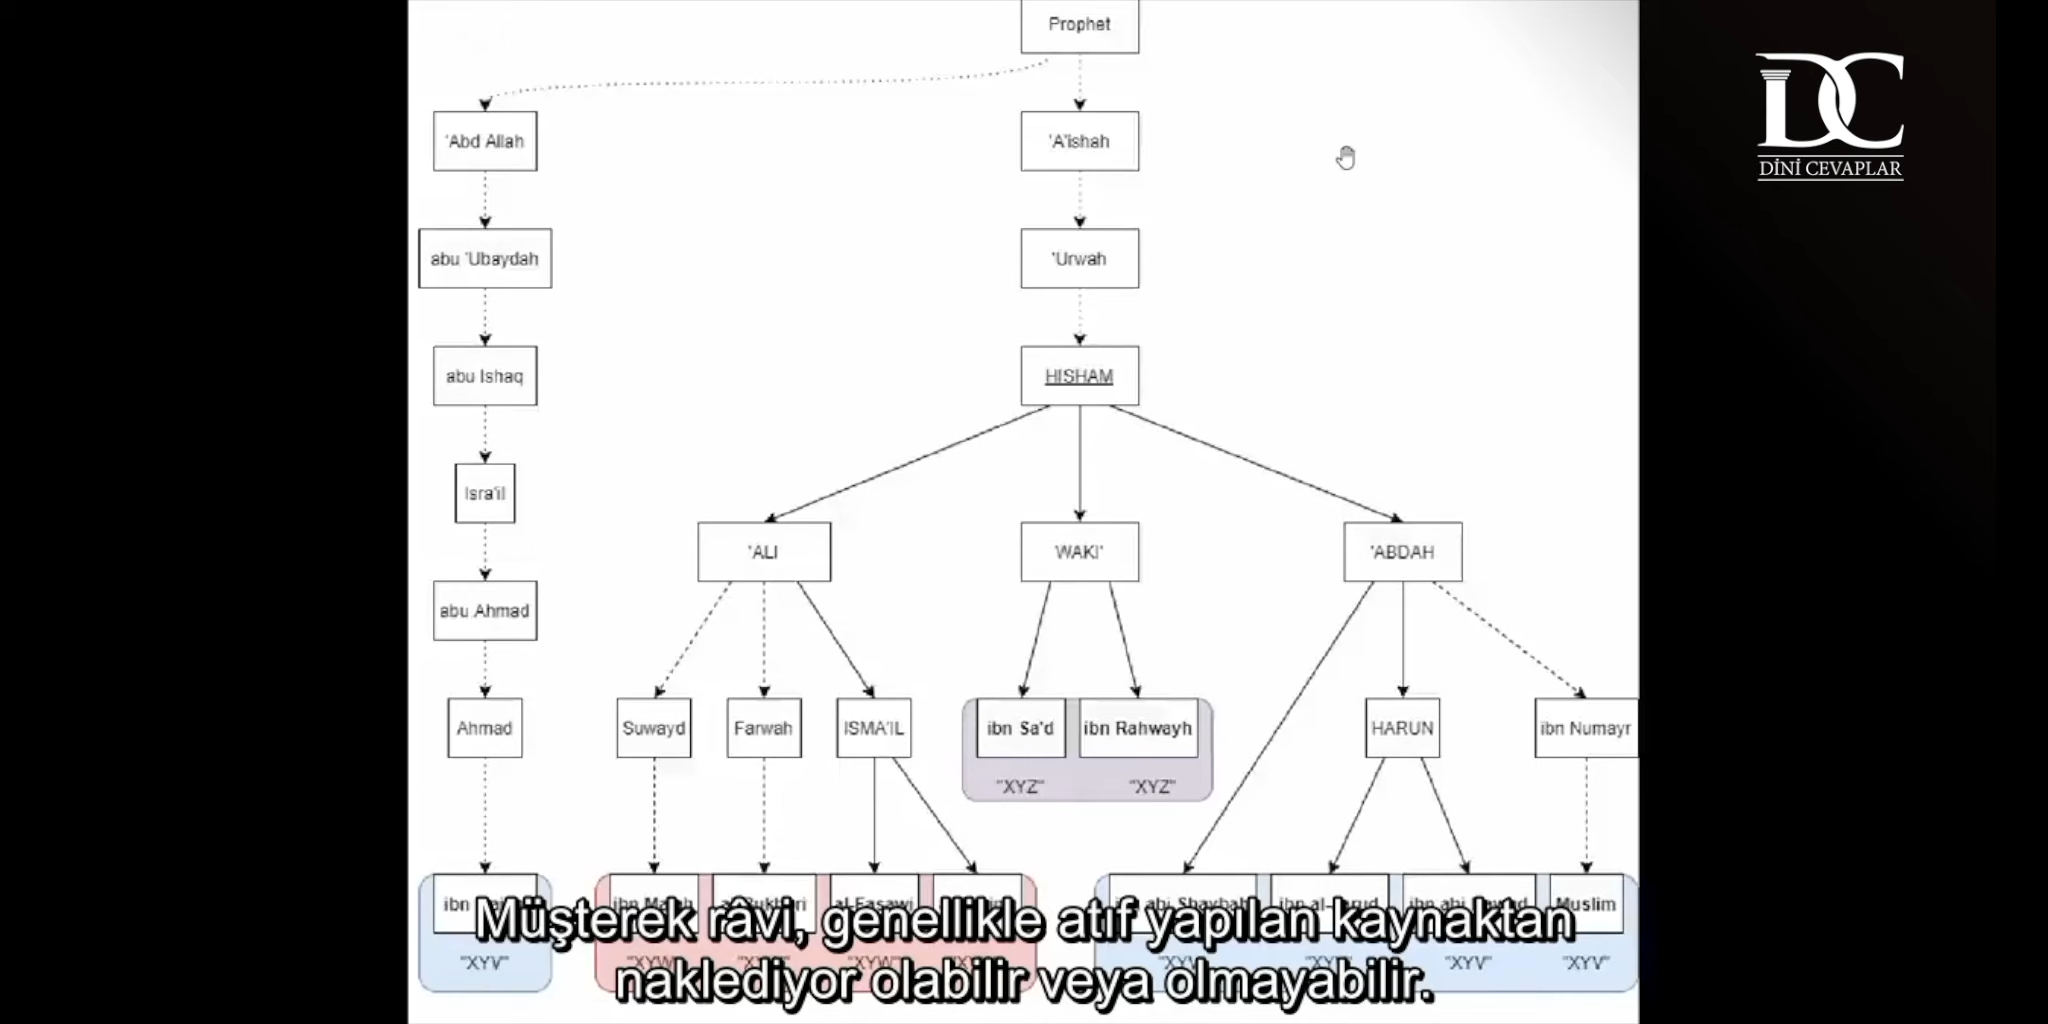 Prophet
DC
DİNİ CEVAPLAR
'Abd Allah
'A'ishah
abu 'Ubaydah
'Urwah
abu Ishaq
HISHAM
Isra'il
'ALI
WAKI'
'ABDAH
abu Ahmad
Ahmad
Suwayd
Farwah
ISMA'IL
ibn Sa'd
ibn Rahwayh
HARUN
ibn Numayr
"XYZ"
"XYZ"
ibn
Muslim
Müşterek râvi, genellikle atıf yapılan kaynaktan
"XYV"
"XYV"
"XYV"
naklediyor olabilir veya olmayabilir.